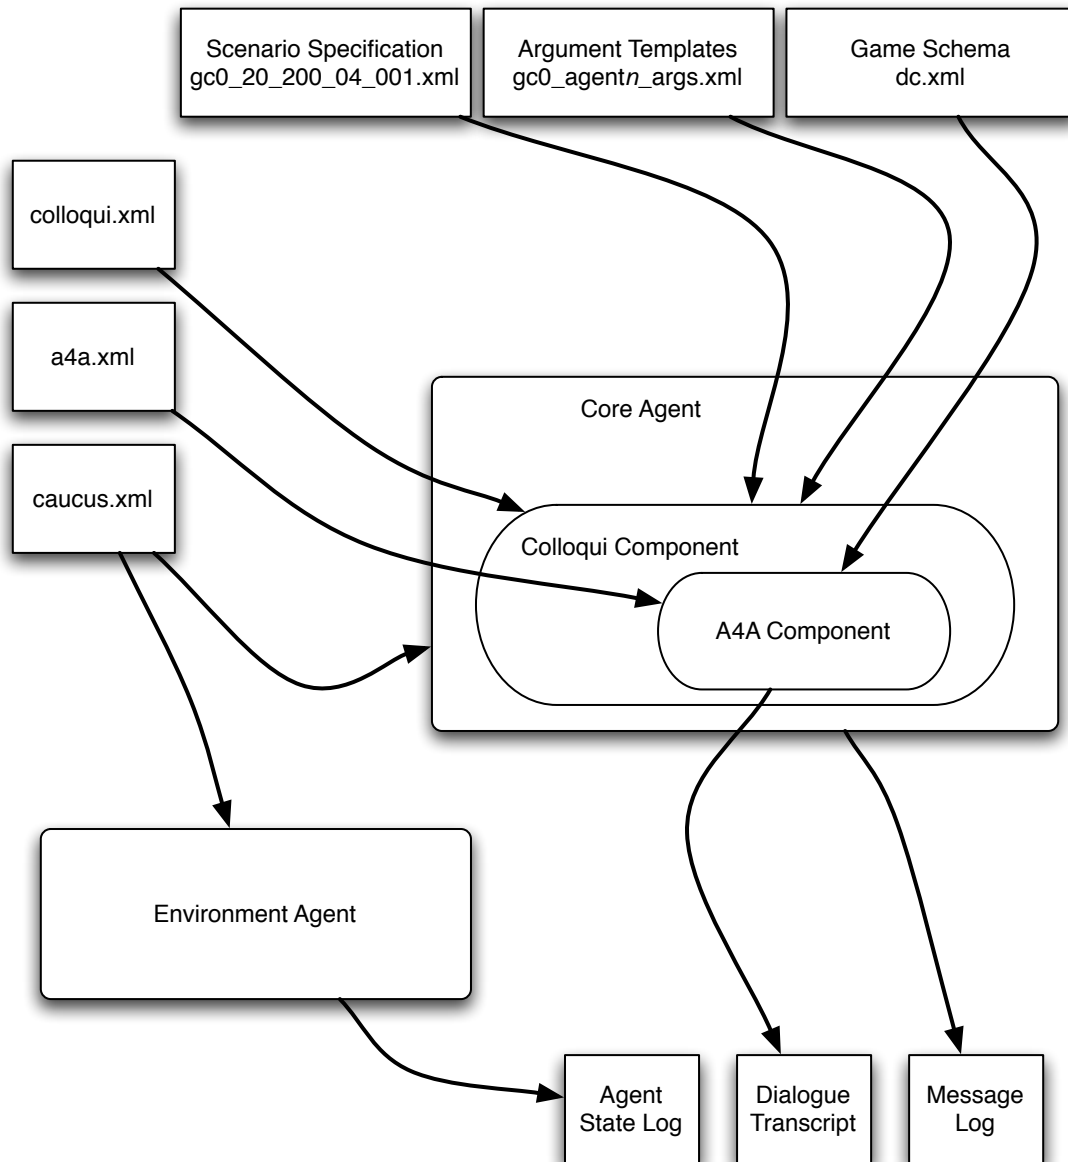 Scenario Specification
gc0_20_200_04_001.xml
Argument Templates
gc0_agentn_args.xml
Game Schema
dc.xml
colloqui.xml
a4a.xml
caucus.xml
Core Agent
Colloqui Component
A4A Component
Environment Agent
Agent
State Log
Dialogue
Transcript
Message
Log